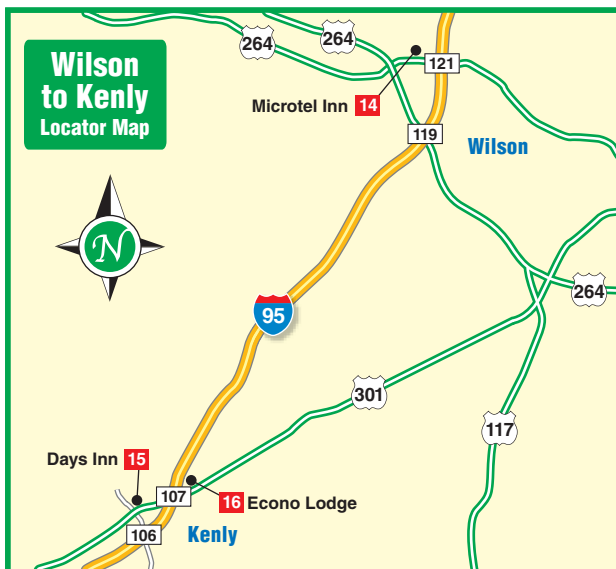 Wilson
to Kenly
Locator Map
264
264
121
Microtel Inn 14
119
Wilson
N
264
95
301
117
Days Inn 15
107
16 Econo Lodge
106
Kenly